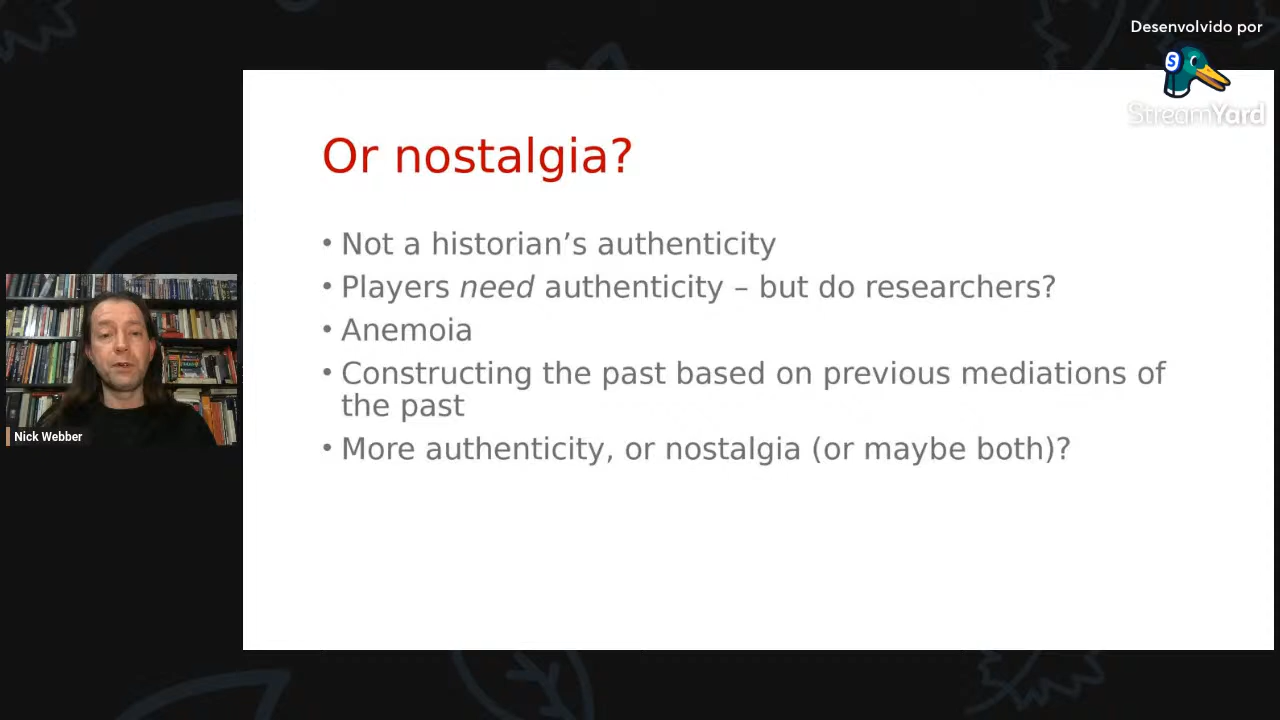 Desenvolvido por
S
StreamYard
Or nostalgia?
• Not a historian’s authenticity
• Players need authenticity – but do researchers?
• Anemoia
• Constructing the past based on previous mediations of
the past
• More authenticity, or nostalgia (or maybe both)?
Nick Webber